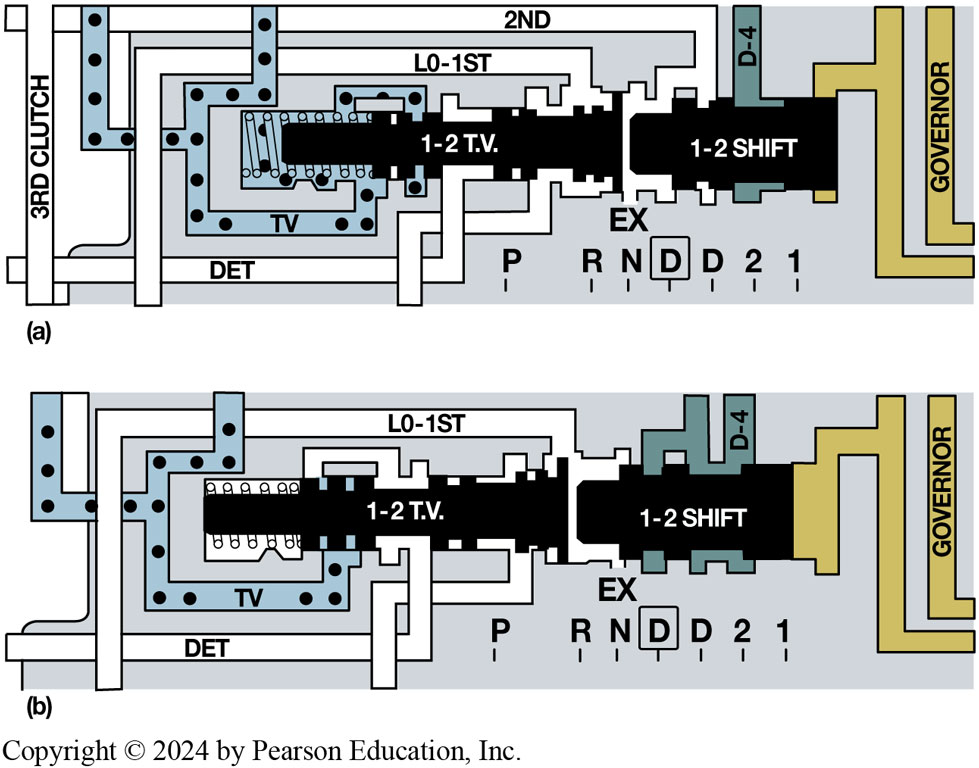 2ND
L0-1ST
D-4
3RD CLUTCH
1-2 T.V.
1-2 SHIFT
GOVERNOR
TV
EX
DET
P R N D D 2 1
(a)
L0-1ST
D-4
1-2 T.V.
1-2 SHIFT
GOVERNOR
TV
EX
DET
P R N D D 2 1
(b)
Copyright © 2024 by Pearson Education, Inc.